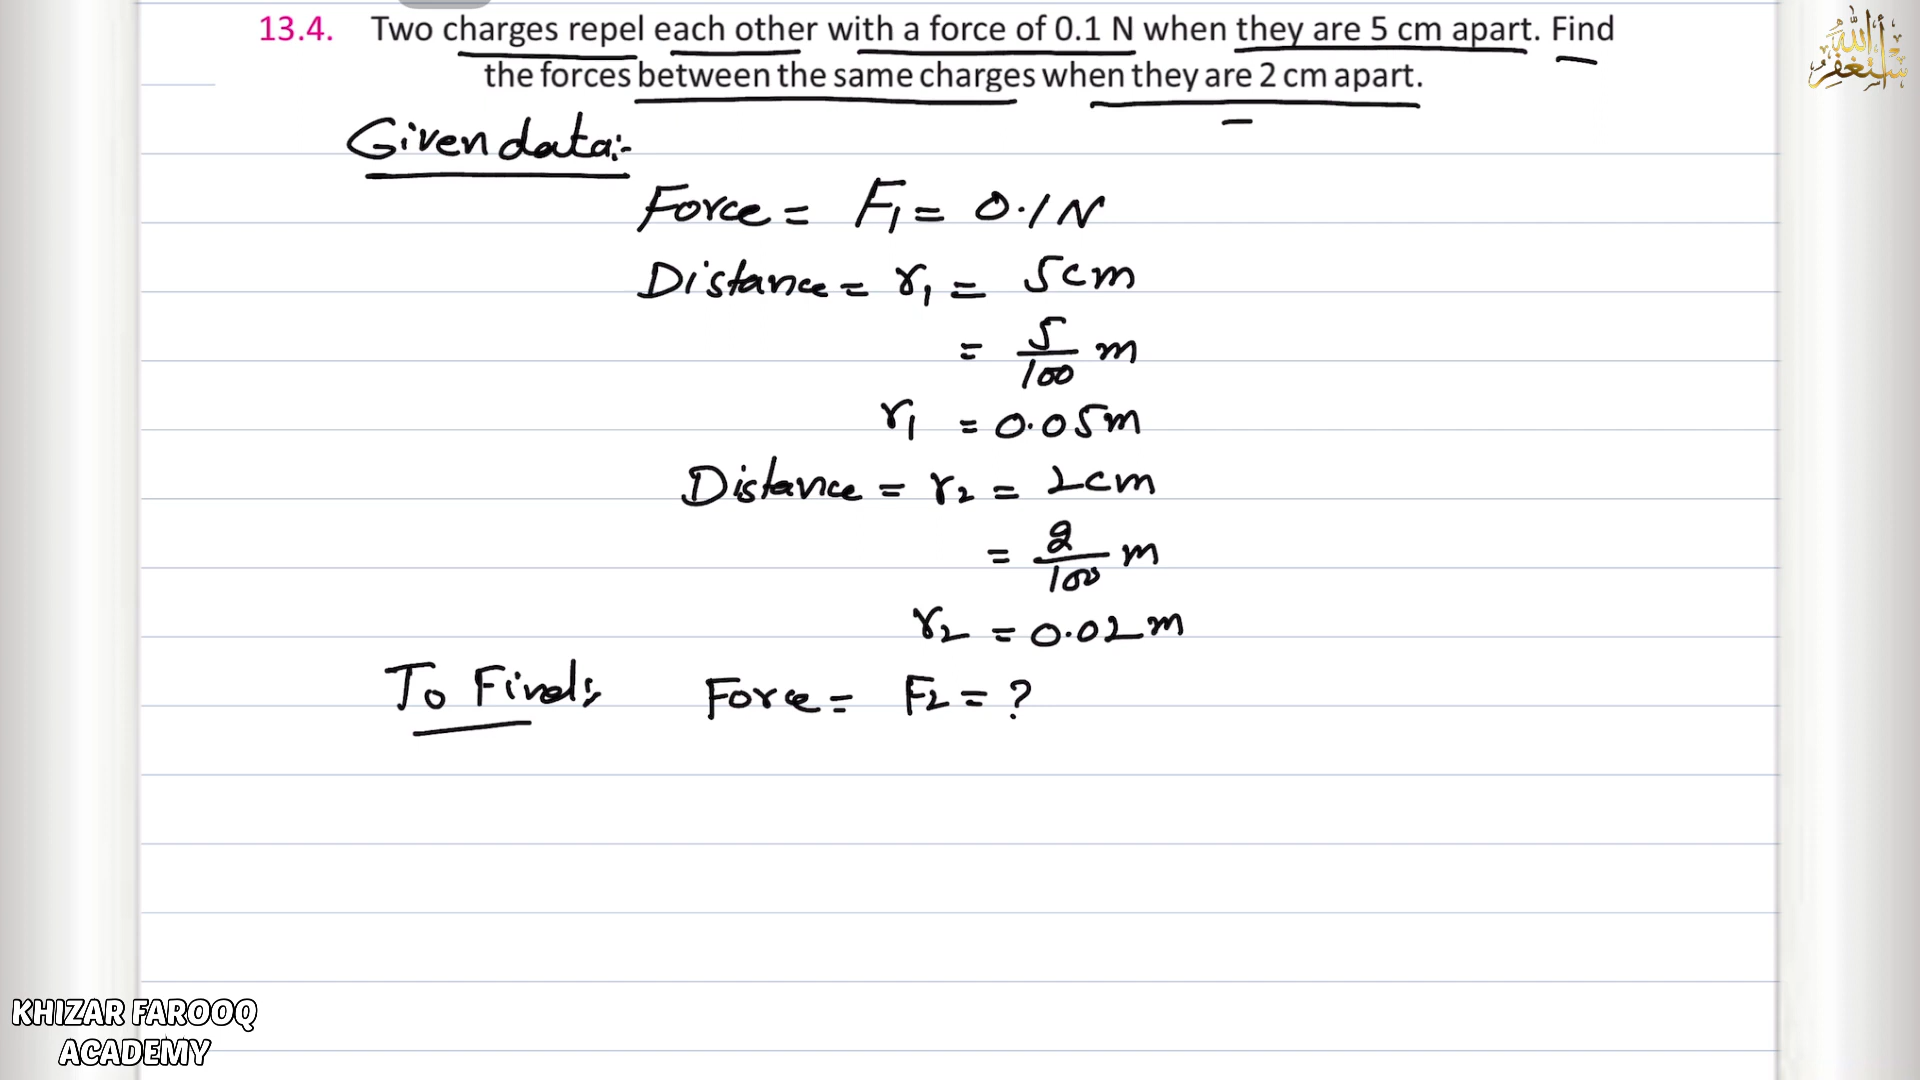 13.4. Two charges repel each other with a force of 0.1 N when they are 5 cm apart. Find
the forces between the same charges when they are 2 cm apart.
Given data:-
Force = F₁ = 0.1 N
Distance = r₁ = 5cm
= 5/100 m
r₁ = 0.05m
Distance = r₂ = 2cm
= 2/100 m
r₂ = 0.02m
To Find:
Force = F₂ = ?
KHIZAR FAROOQ
ACADEMY
أستغفر الله